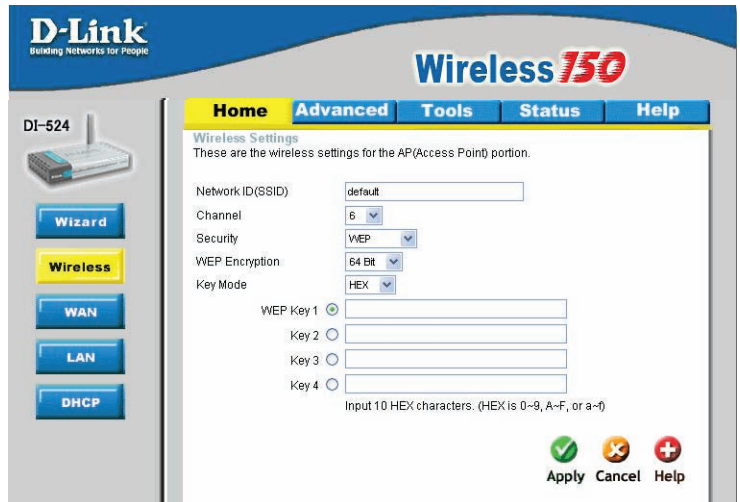 D-Link
Building Networks for People
Wireless 150
DI-524
Home Advanced Tools Status Help
Wireless Settings
These are the wireless settings for the AP(Access Point) portion.
Network ID(SSID) default
Channel 6
Security WEP
WEP Encryption 64 Bit
Key Mode HEX
WEP Key 1
Key 2
Key 3
Key 4
Input 10 HEX characters. (HEX is 0~9, A~F, or a~f)
Wizard
Wireless
WAN
LAN
DHCP
Apply Cancel Help